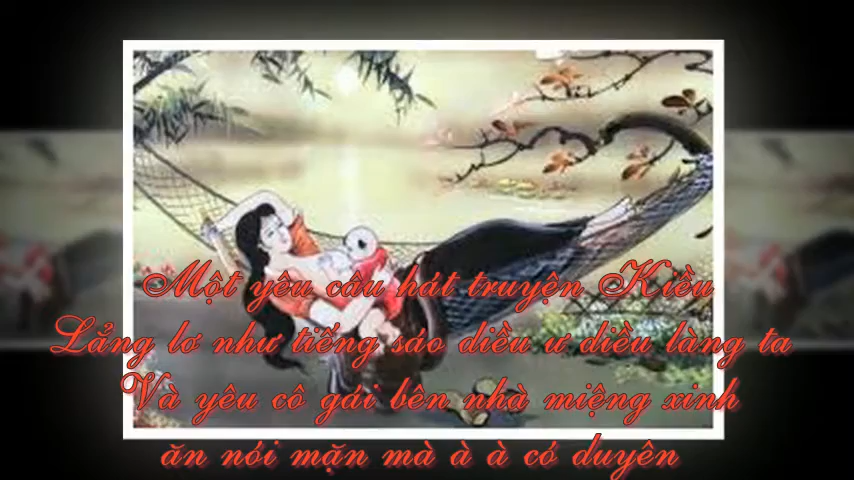 Một yêu câu hát truyện Kiều
Lẳng lơ như tiếng sáo diều ư diều làng ta
Và yêu cô gái bên nhà miệng xinh
ăn nói mặn mà à à có duyên